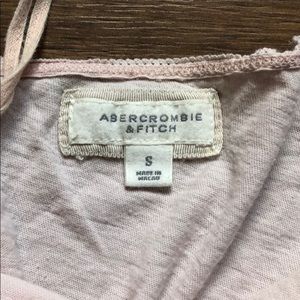 ABERCROMBIE
& FITCH
S
MADE IN
MACAU